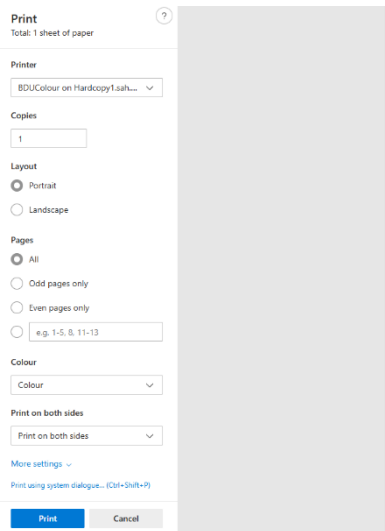 Print
?
Total: 1 sheet of paper
Printer
BDUColour on Hardcopy1.sah....
Copies
1
Layout
Portrait
Landscape
Pages
All
Odd pages only
Even pages only
e.g. 1-5, 8, 11-13
Colour
Colour
Print on both sides
Print on both sides
More settings
Print using system dialogue... (Ctrl+Shift+P)
Print Cancel